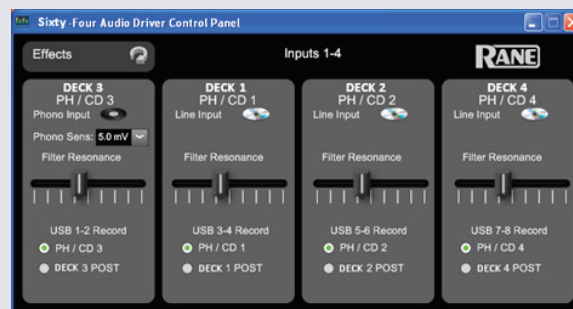 Sixty -Four Audio Driver Control Panel
Effects
Inputs 1-4
RANE
DECK 3
PH / CD 3
Phono Input
Phono Sens: 5.0 mV
Filter Resonance
USB 1-2 Record
PH / CD 3
DECK 3 POST
DECK 1
PH / CD 1
Line Input
Filter Resonance
USB 3-4 Record
PH / CD 1
DECK 1 POST
DECK 2
PH / CD 2
Line Input
Filter Resonance
USB 5-6 Record
PH / CD 2
DECK 2 POST
DECK 4
PH / CD 4
Line Input
Filter Resonance
USB 7-8 Record
PH / CD 4
DECK 4 POST